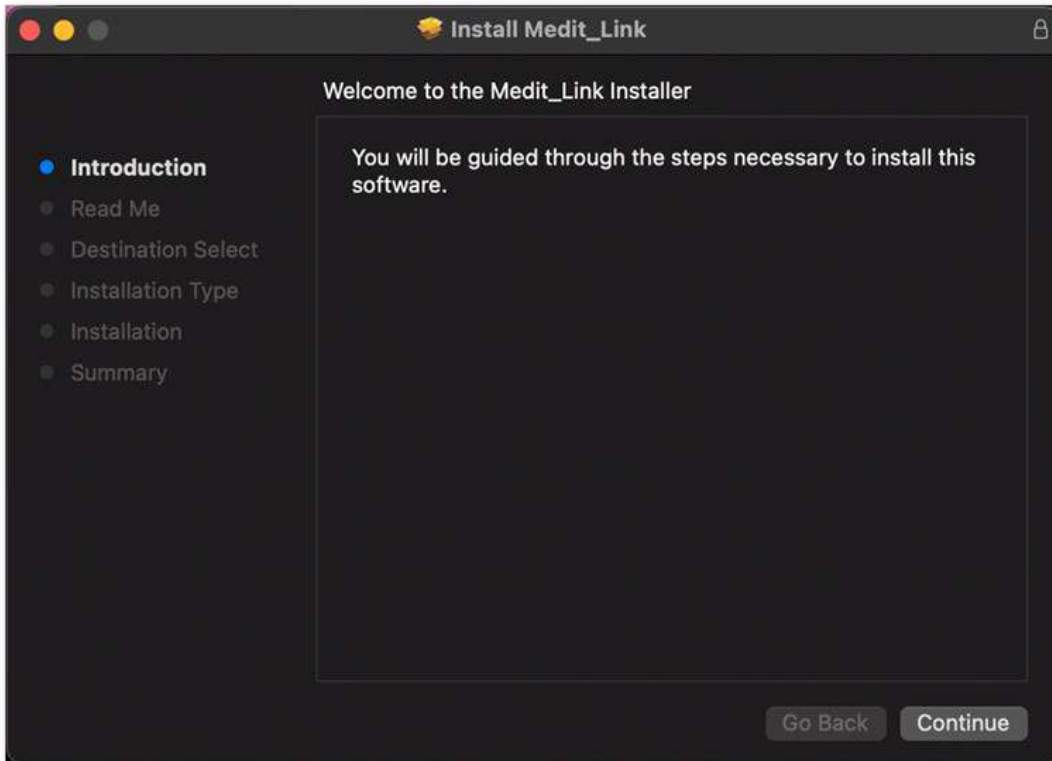 Install Medit_Link
Welcome to the Medit_Link Installer
Introduction
Read Me
Destination Select
Installation Type
Installation
Summary
You will be guided through the steps necessary to install this
software.
Go Back
Continue